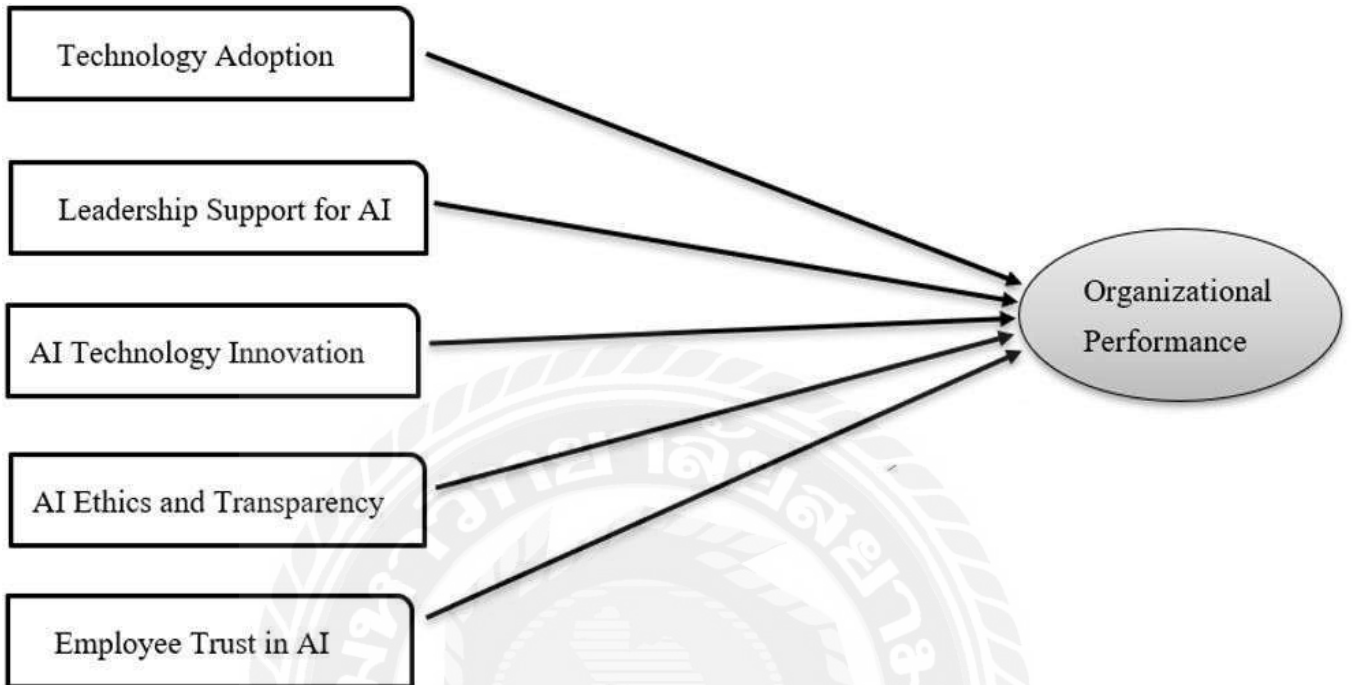 Technology Adoption
Leadership Support for AI
AI Technology Innovation
AI Ethics and Transparency
Employee Trust in AI
Organizational
Performance